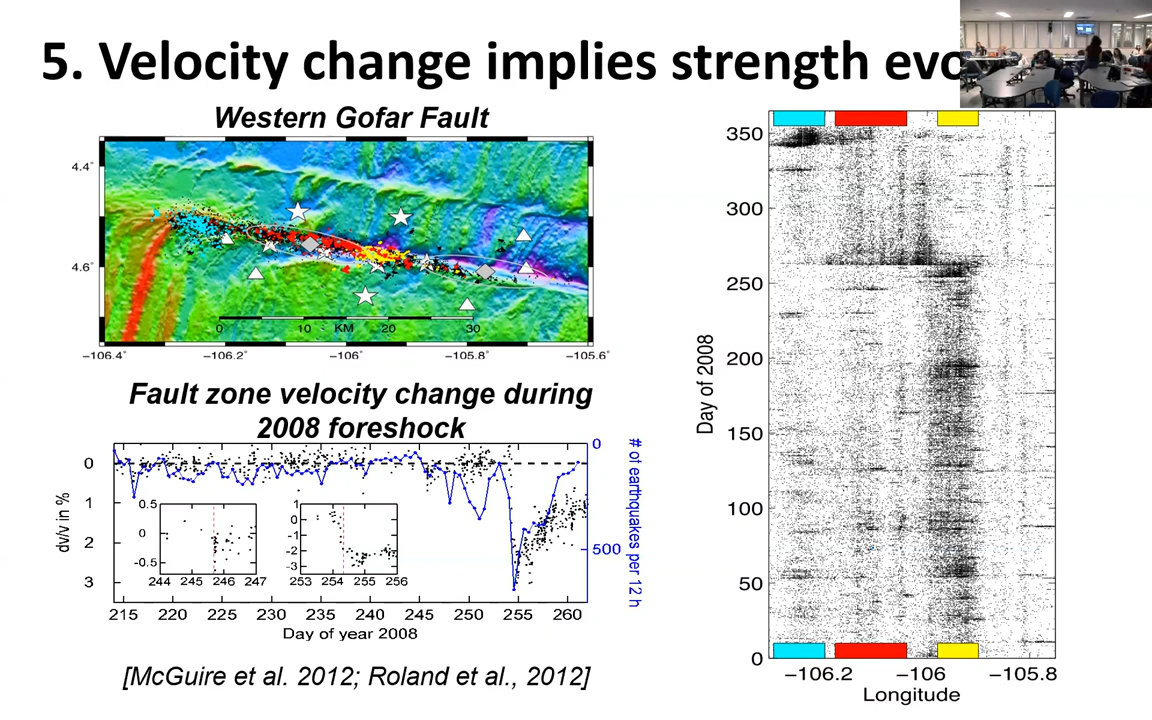 5. Velocity change implies strength evo
Western Gofar Fault
4.4°
4.6°
0 10 KM 20 30
−106.4° −106.2° −106° −105.8° −105.6°
Fault zone velocity change during
2008 foreshock
dv/v in %
0
1
2
3
0.5
0
-0.5
244 245 246 247
1
0
-1
-2
-3
253 254 255 256
0
500
# of earthquakes per 12 h
215 220 225 230 235 240 245 250 255 260
Day of year 2008
[McGuire et al. 2012; Roland et al., 2012]
Day of 2008
350
300
250
200
150
100
50
0
−106.2 −106 −105.8
Longitude